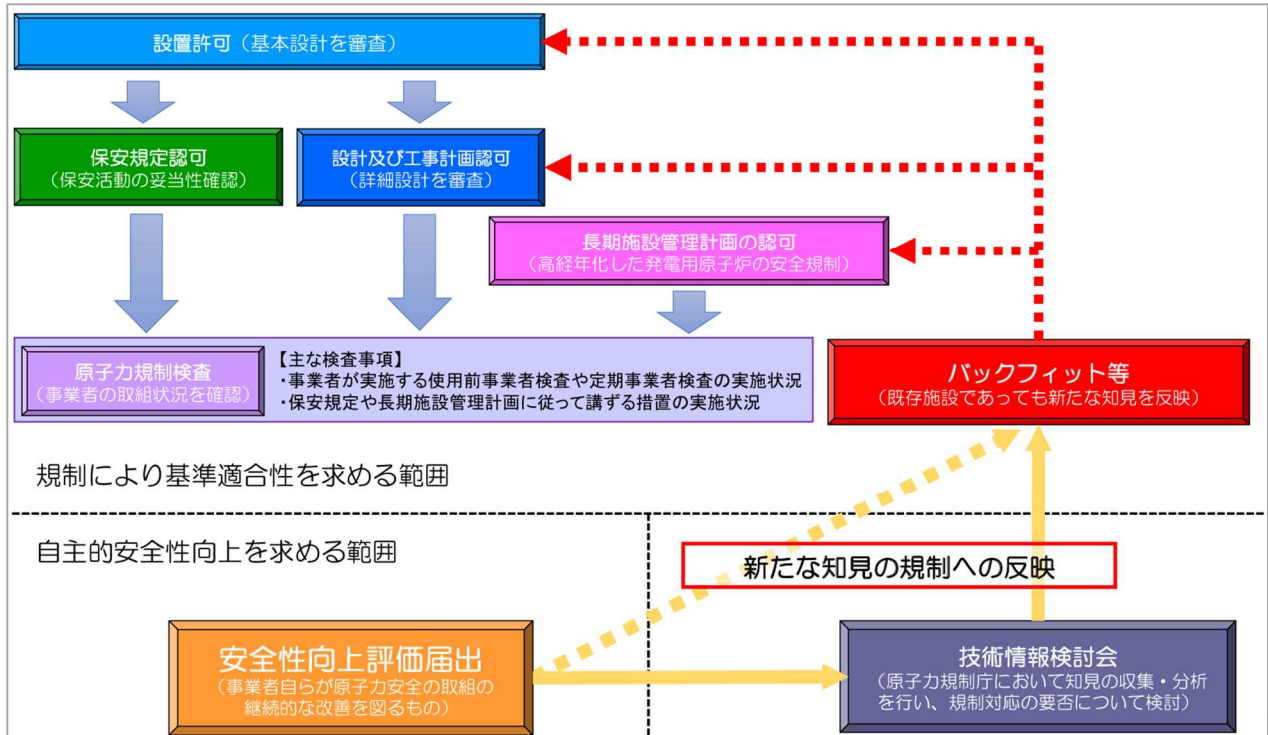 設置許可（基本設計を審査）
保安規定認可
（保安活動の妥当性確認）
設計及び工事計画認可
（詳細設計を審査）
長期施設管理計画の認可
（高経年化した発電用原子炉の安全規制）
原子力規制検査
（事業者の取組状況を確認）
【主な検査事項】
・事業者が実施する使用前事業者検査や定期事業者検査の実施状況
・保安規定や長期施設管理計画に従って講ずる措置の実施状況
バックフィット等
（既存施設であっても新たな知見を反映）
規制により基準適合性を求める範囲
自主的安全性向上を求める範囲
新たな知見の規制への反映
安全性向上評価届出
（事業者自らが原子力安全の取組の
継続的な改善を図るもの）
技術情報検討会
（原子力規制庁において知見の収集・分析
を行い、規制対応の要否について検討）